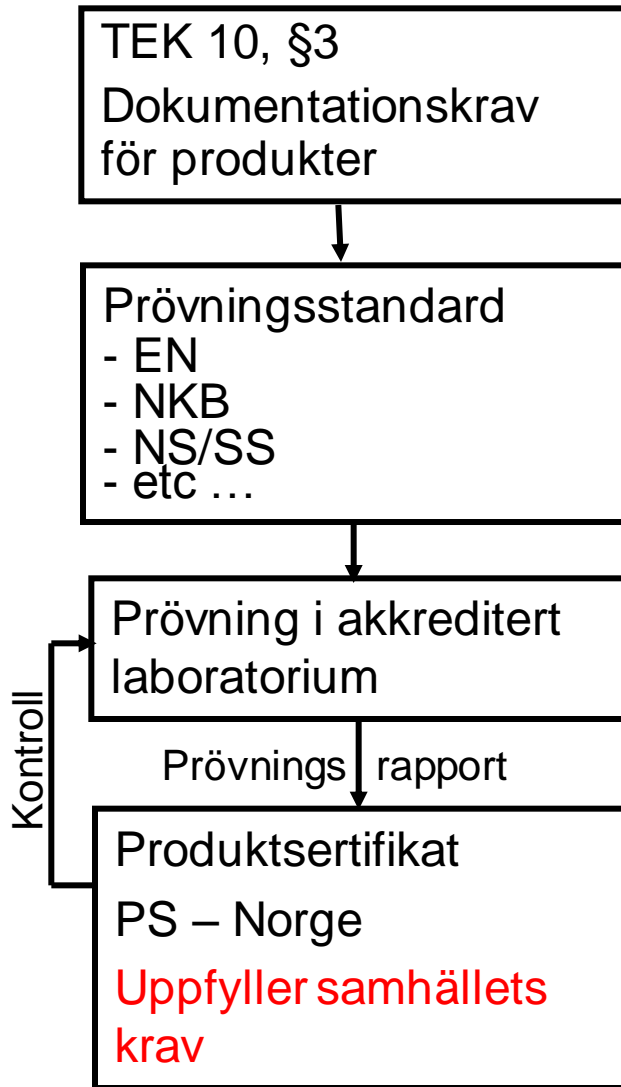 TEK 10, §3
Dokumentationskrav
för produkter
Prövningsstandard
- EN
- NKB
- NS/SS
- etc …
Prövning i akkreditert
laboratorium
Prövnings rapport
Kontroll
Produktsertifikat
PS – Norge
Uppfyller samhällets
krav